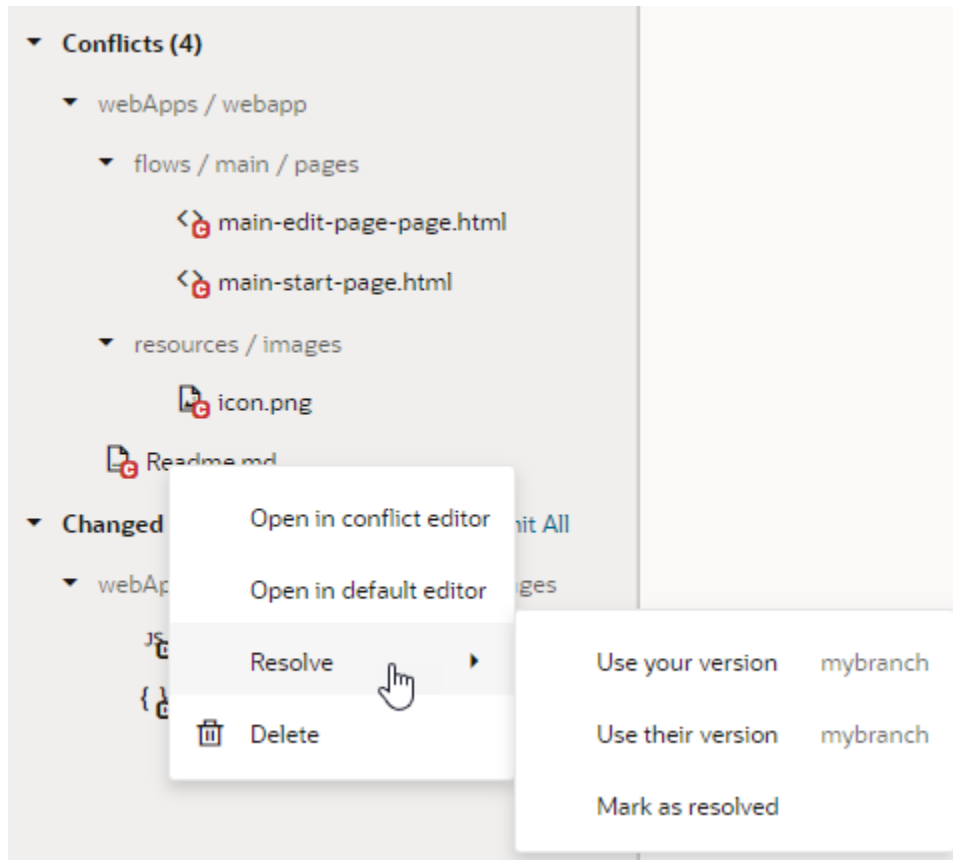 Conflicts (4)
webApps / webapp
flows / main / pages
main-edit-page-page.html
main-start-page.html
resources / images
icon.png
Readme.md
Changed
Open in conflict editor
Open in default editor
Resolve
Delete
Use your version mybranch
Use their version mybranch
Mark as resolved